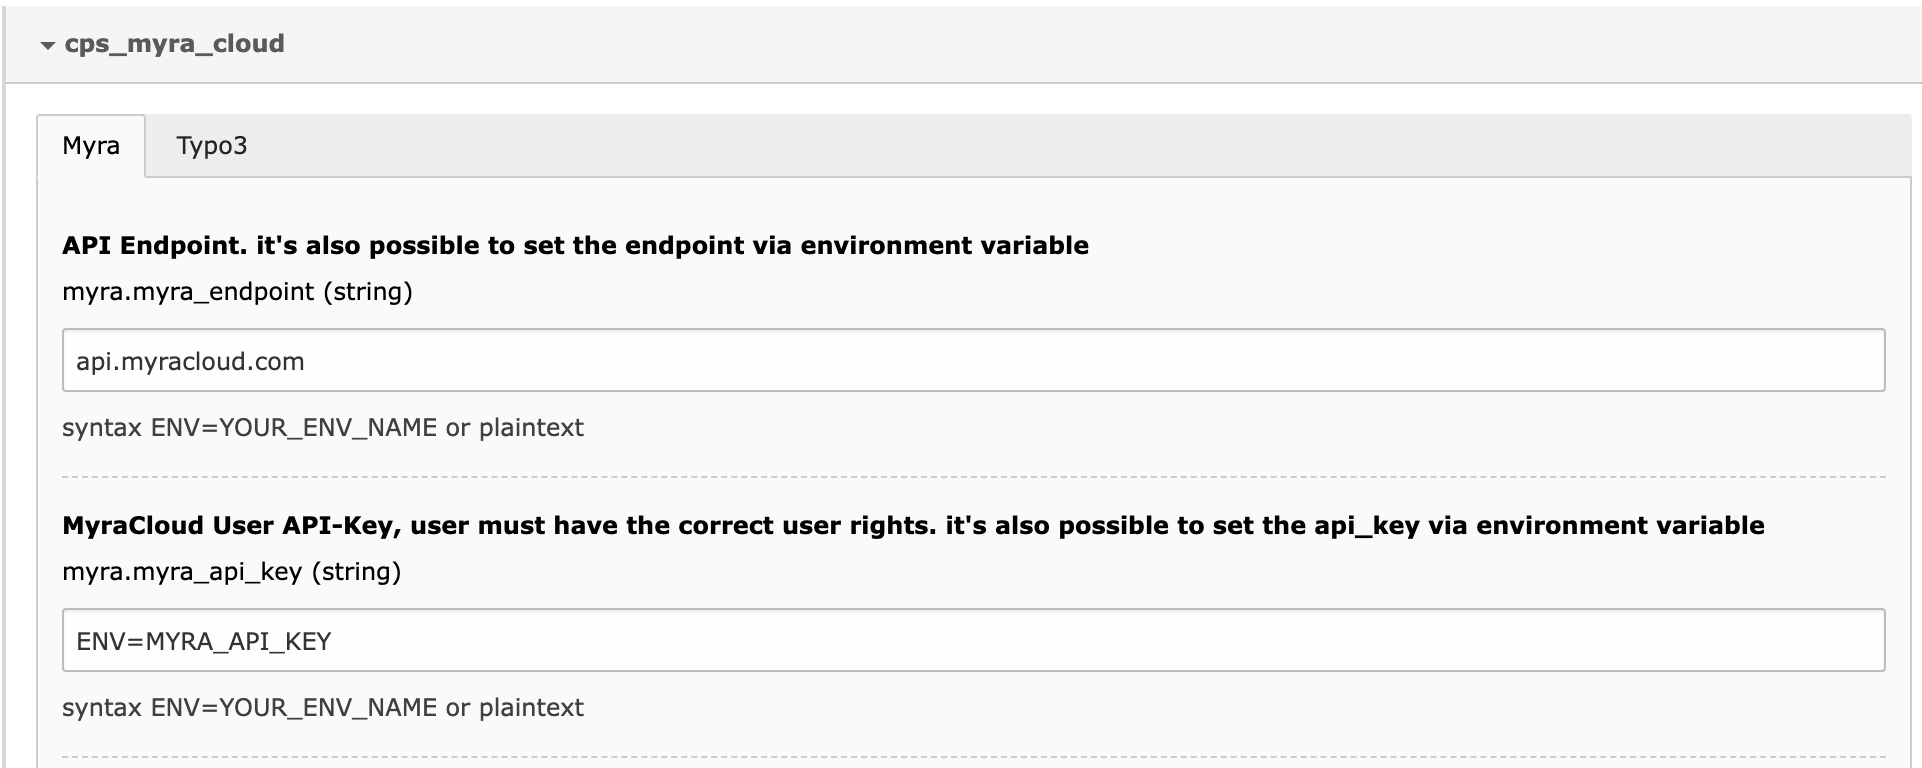 cps_myra_cloud
Myra Typo3
API Endpoint. it's also possible to set the endpoint via environment variable
myra.myra_endpoint (string)
api.myracloud.com
syntax ENV=YOUR_ENV_NAME or plaintext
MyraCloud User API-Key, user must have the correct user rights. it's also possible to set the api_key via environment variable
myra.myra_api_key (string)
ENV=MYRA_API_KEY
syntax ENV=YOUR_ENV_NAME or plaintext